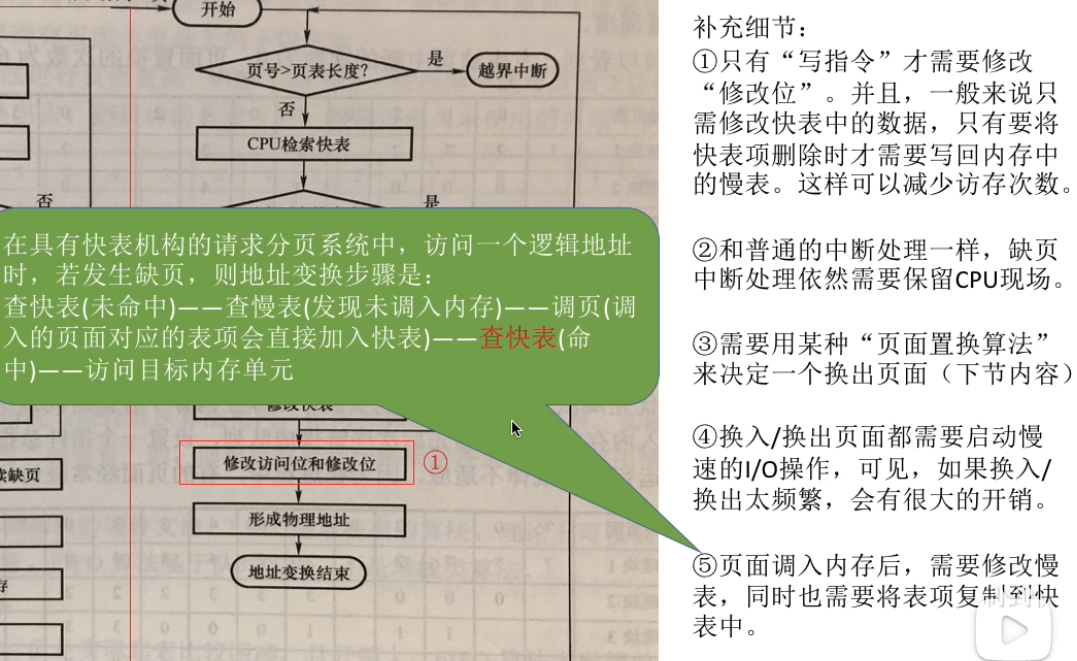 开始
页号>页表长度?
是
越界中断
否
CPU检索快表
否
是
在具有快表机构的请求分页系统中，访问一个逻辑地址
时，若发生缺页，则地址变换步骤是：
查快表(未命中)——查慢表(发现未调入内存)——调页(调
入的页面对应的表项会直接加入快表)——查快表(命
中)——访问目标内存单元
修改快表
修改访问位和修改位
①
缺页
形成物理地址
地址变换结束
存
补充细节：
①只有“写指令”才需要修改
“修改位”。并且，一般来说只
需修改快表中的数据，只有要将
快表项删除时才需要写回内存中
的慢表。这样可以减少访存次数。
②和普通的中断处理一样，缺页
中断处理依然需要保留CPU现场。
③需要用某种“页面置换算法”
来决定一个换出页面（下节内容）
④换入/换出页面都需要启动慢
速的I/O操作，可见，如果换入/
换出太频繁，会有很大的开销。
⑤页面调入内存后，需要修改慢
表，同时也需要将表项复制到快
表中。